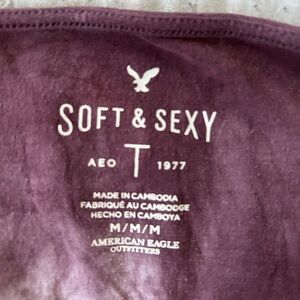 SOFT & SEXY
AEO T 1977
MADE IN CAMBODIA
FABRIQUÉ AU CAMBODGE
HECHO EN CAMBOYA
M/M/M
AMERICAN EAGLE
OUTFITTERS